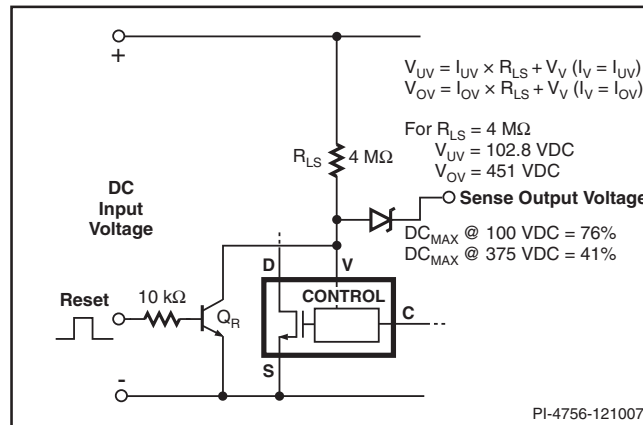 +
V_UV = I_UV × R_LS + V_V (I_V = I_UV)
V_OV = I_OV × R_LS + V_V (I_V = I_OV)
For R_LS = 4 MΩ
V_UV = 102.8 VDC
V_OV = 451 VDC
R_LS
4 MΩ
DC
Input
Voltage
Sense Output Voltage
DC_MAX @ 100 VDC = 76%
DC_MAX @ 375 VDC = 41%
D
V
CONTROL
C
S
Reset
10 kΩ
Q_R
-
PI-4756-121007